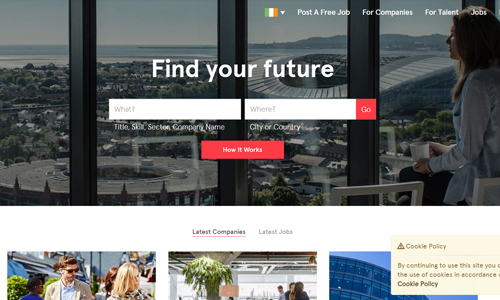 Post A Free Job
For Companies
For Talent
Jobs
Find your future
What?
Where?
Go
Title, Skill, Sector, Company Name
City or Country
How It Works
Latest Companies
Latest Jobs
Cookie Policy
By continuing to use this site you
the use of cookies in accordance
Cookie Policy